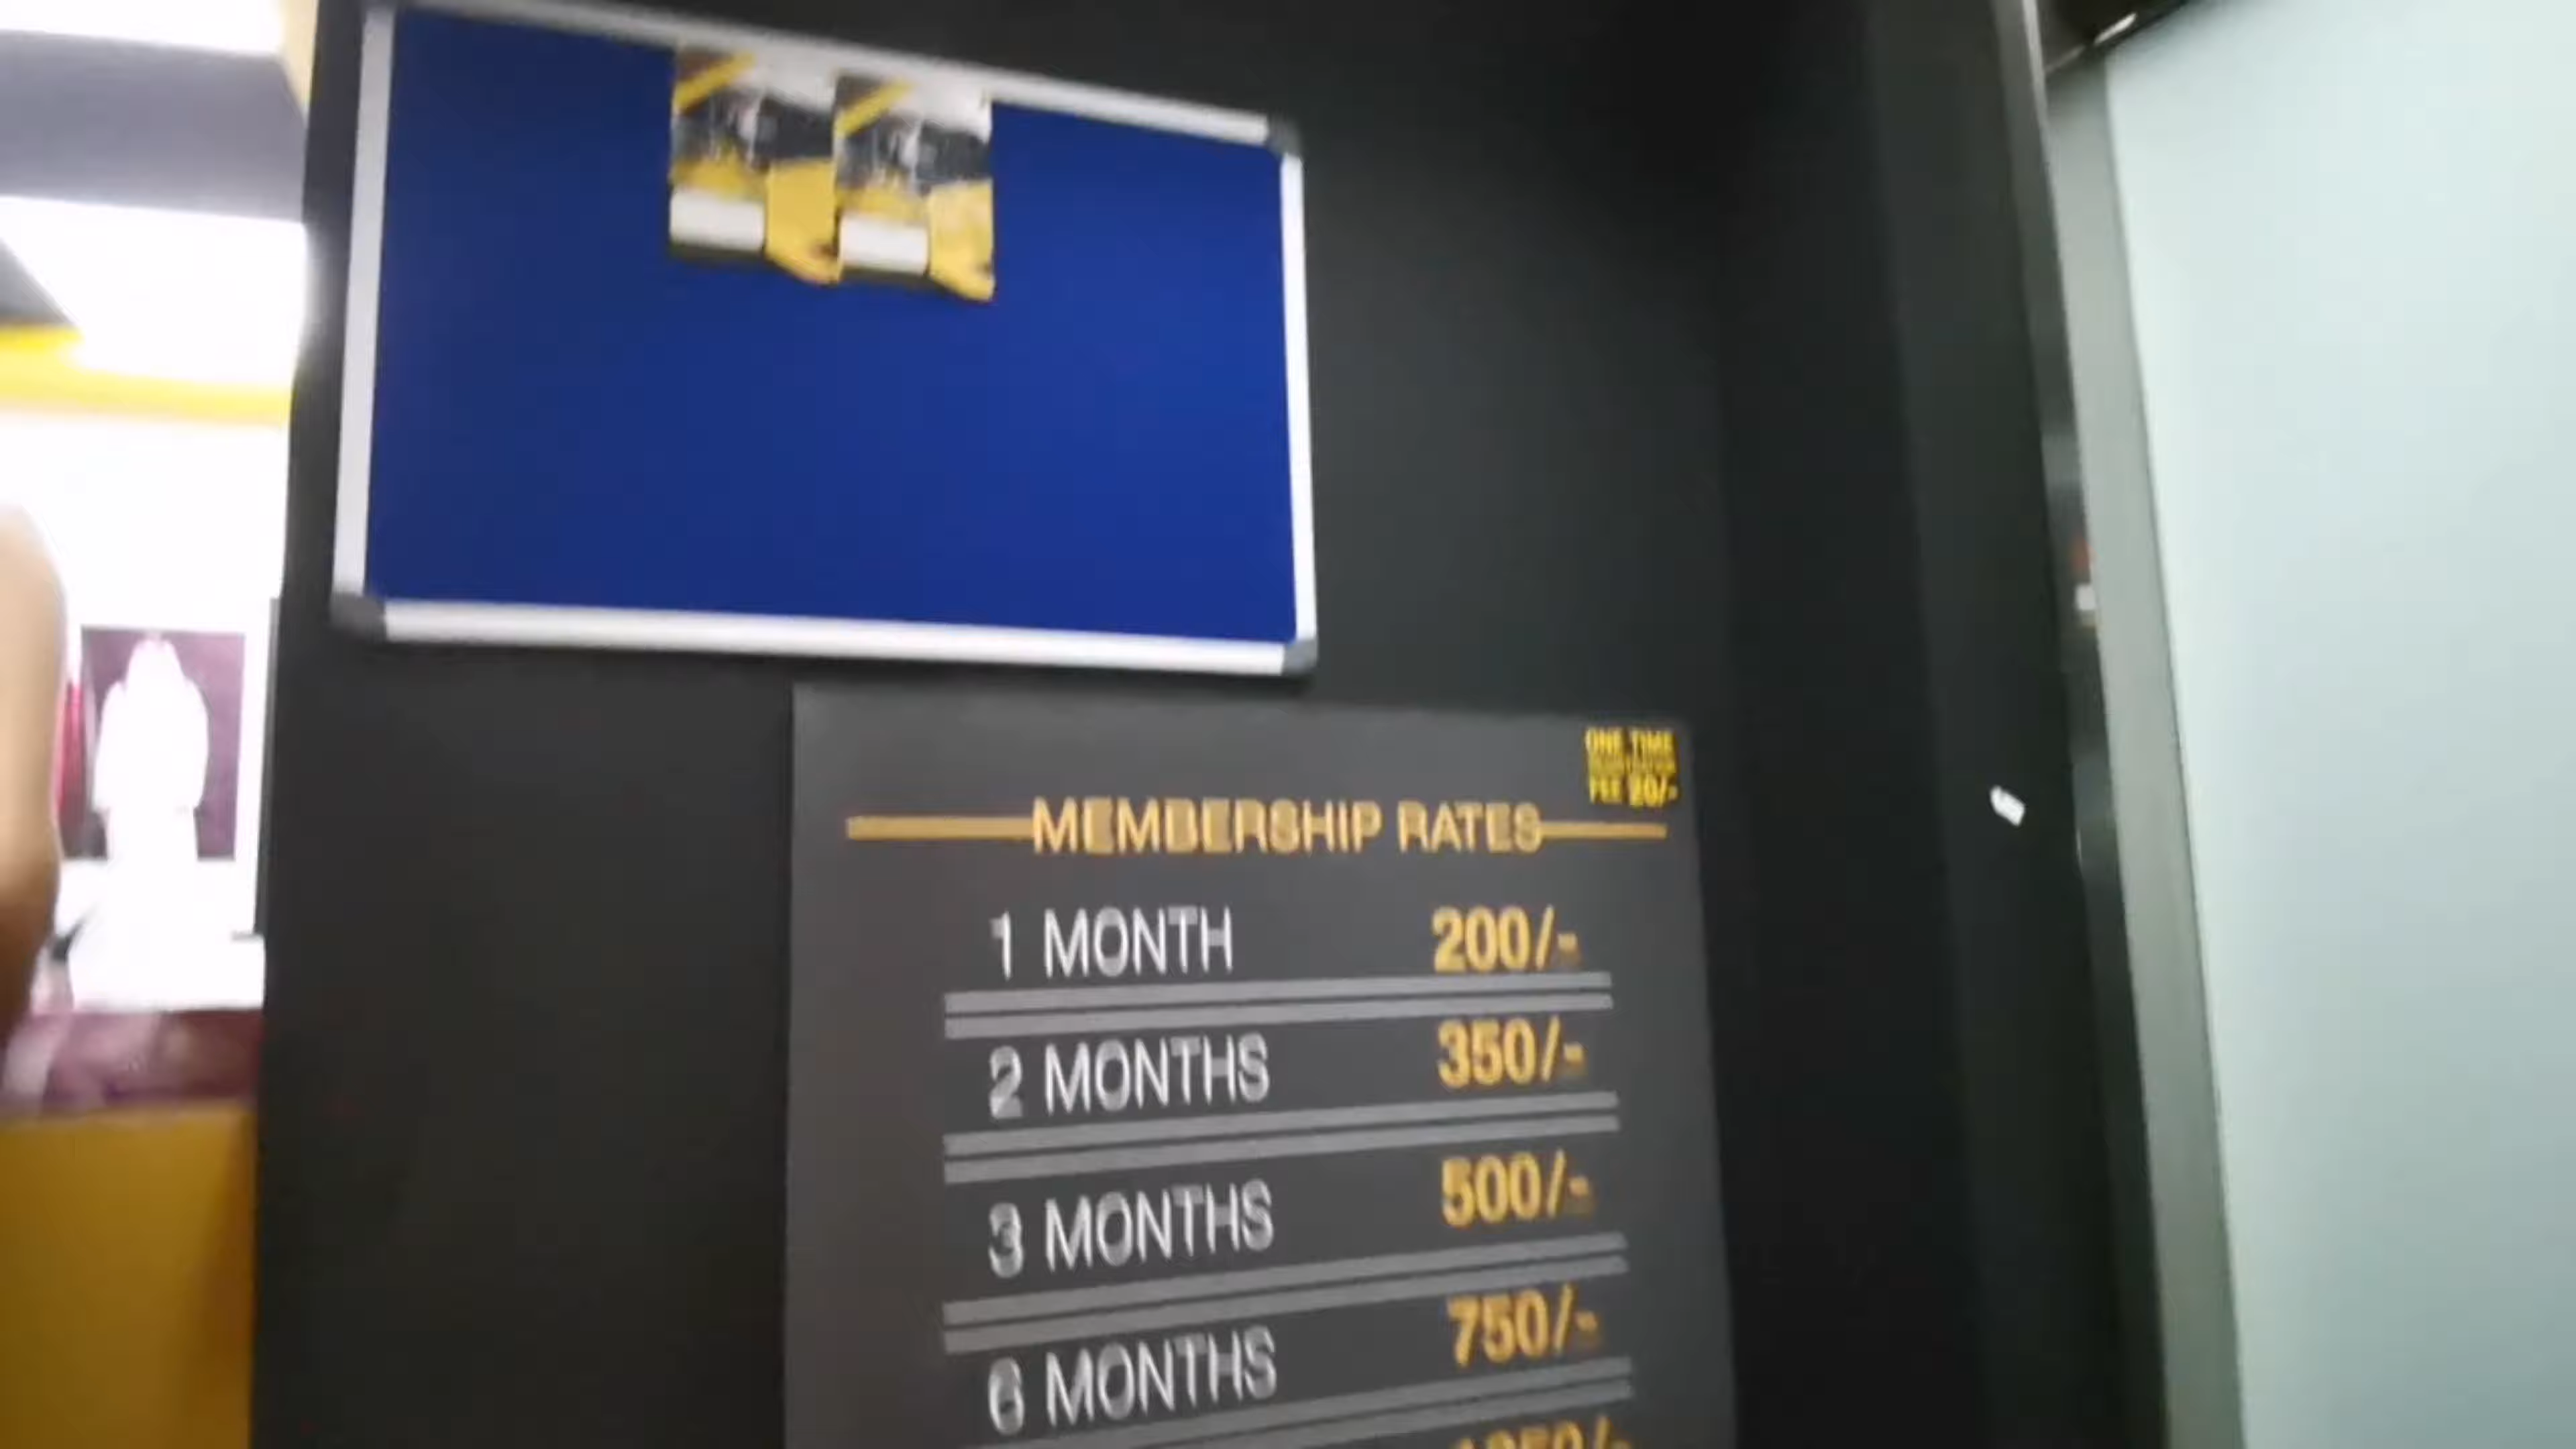 ONE TIME
FEE 20/-
MEMBERSHIP RATES
1 MONTH 200/-
2 MONTHS 350/-
3 MONTHS 500/-
6 MONTHS 750/-